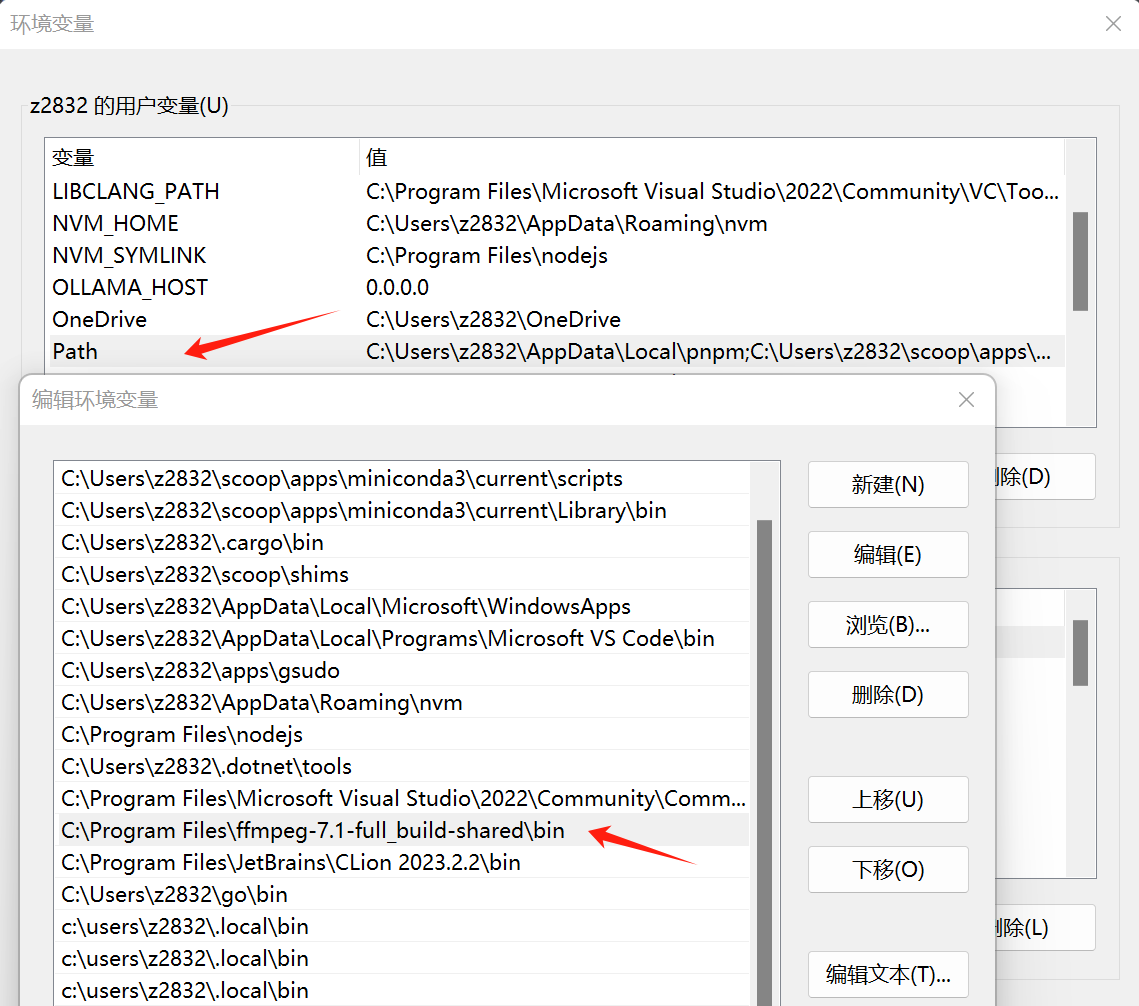 环境变量
z2832 的用户变量(U)
变量 值
LIBCLANG_PATH C:\Program Files\Microsoft Visual Studio\2022\Community\VC\Too...
NVM_HOME C:\Users\z2832\AppData\Roaming\nvm
NVM_SYMLINK C:\Program Files\nodejs
OLLAMA_HOST 0.0.0.0
OneDrive C:\Users\z2832\OneDrive
Path C:\Users\z2832\AppData\Local\pnpm;C:\Users\z2832\scoop\apps\...
编辑环境变量
C:\Users\z2832\scoop\apps\miniconda3\current\scripts
C:\Users\z2832\scoop\apps\miniconda3\current\Library\bin
C:\Users\z2832\.cargo\bin
C:\Users\z2832\scoop\shims
C:\Users\z2832\AppData\Local\Microsoft\WindowsApps
C:\Users\z2832\AppData\Local\Programs\Microsoft VS Code\bin
C:\Users\z2832\apps\gsudo
C:\Users\z2832\AppData\Roaming\nvm
C:\Program Files\nodejs
C:\Users\z2832\.dotnet\tools
C:\Program Files\Microsoft Visual Studio\2022\Community\Comm...
C:\Program Files\ffmpeg-7.1-full_build-shared\bin
C:\Program Files\JetBrains\CLion 2023.2.2\bin
C:\Users\z2832\go\bin
c:\users\z2832\.local\bin
c:\users\z2832\.local\bin
c:\users\z2832\.local\bin
新建(N)
编辑(E)
浏览(B)...
删除(D)
上移(U)
下移(O)
编辑文本(T)...
除(D)
除(L)